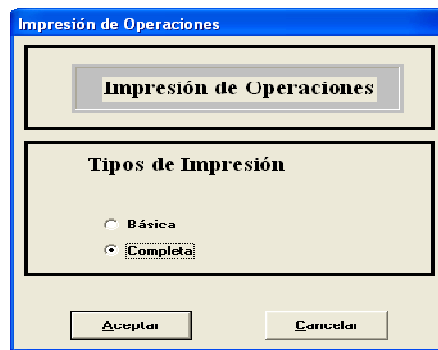 Impresión de Operaciones
Impresión de Operaciones
Tipos de Impresión
Básica
Completa
Aceptar
Cancelar